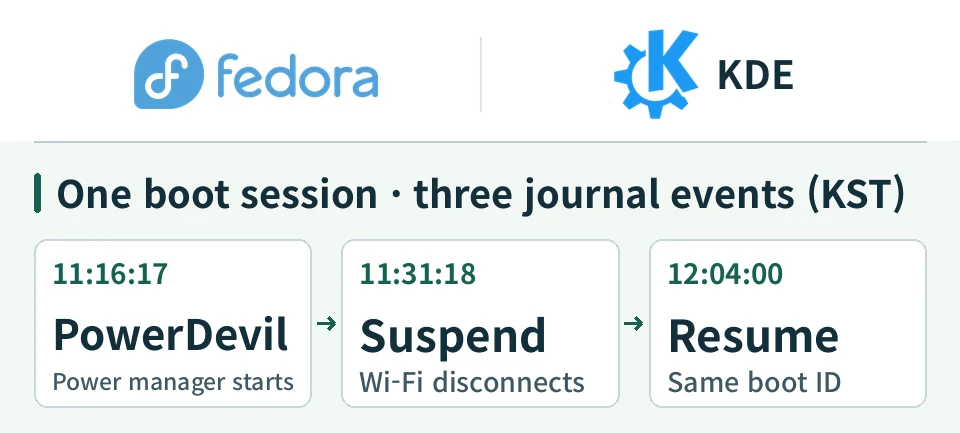 fedora
KDE
One boot session · three journal events (KST)
11:16:17
PowerDevil
Power manager starts
→
11:31:18
Suspend
Wi-Fi disconnects
→
12:04:00
Resume
Same boot ID